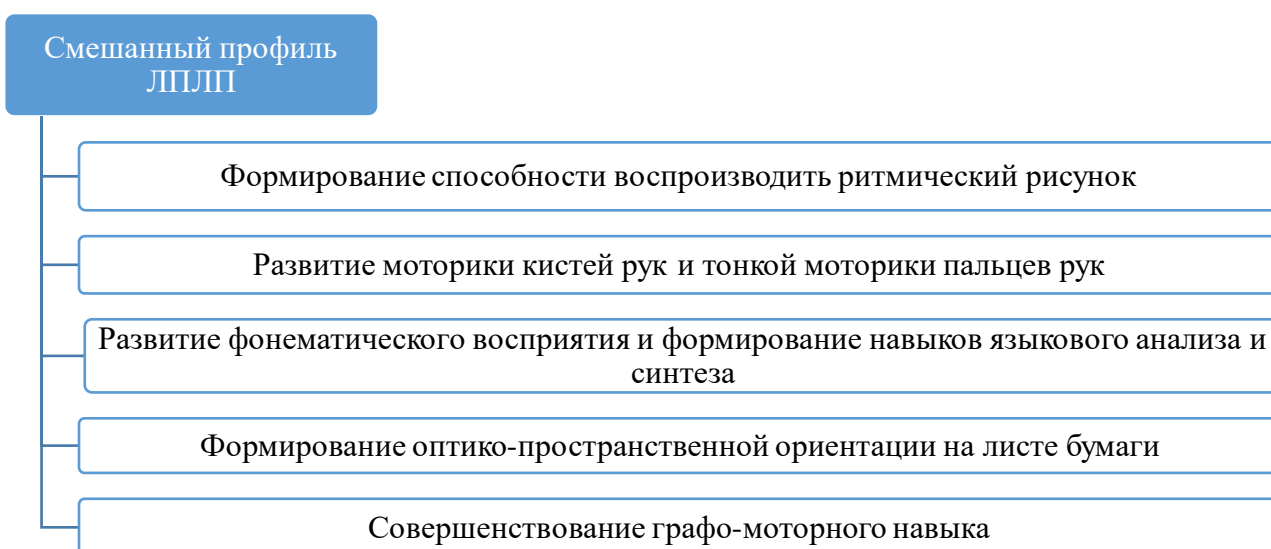 Смешанный профиль
ЛПЛП
Формирование способности воспроизводить ритмический рисунок
Развитие моторики кистей рук и тонкой моторики пальцев рук
Развитие фонематического восприятия и формирование навыков языкового анализа и
синтеза
Формирование оптико-пространственной ориентации на листе бумаги
Совершенствование графо-моторного навыка